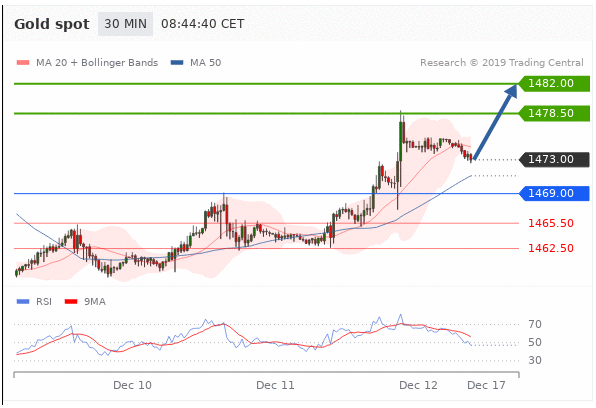 Gold spot 30 MIN 08:44:40 CET
MA 20 + Bollinger Bands MA 50 Research © 2019 Trading Central
1482.00
1478.50
1473.00
1469.00
1465.50
1462.50
RSI 9MA
70
50
30
Dec 10 Dec 11 Dec 12 Dec 17